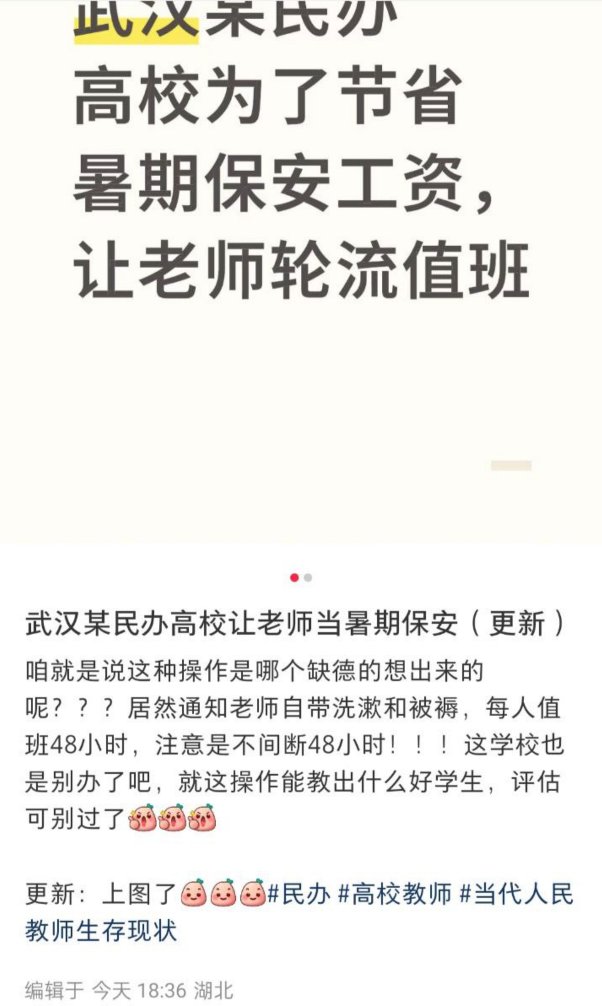 武汉某民办
高校为了节省
暑期保安工资，
让老师轮流值班
武汉某民办高校让老师当暑期保安（更新）
咱就是说这种操作是哪个缺德的想出来的
呢？？？居然通知老师自带洗漱和被褥，每人值
班48小时，注意是不间断48小时！！！这学校也
是别办了吧，就这操作能教出什么好学生，评估
可别过了
更新：上图了#民办 #高校教师 #当代人民
教师生存现状
编辑于 今天 18:36 湖北